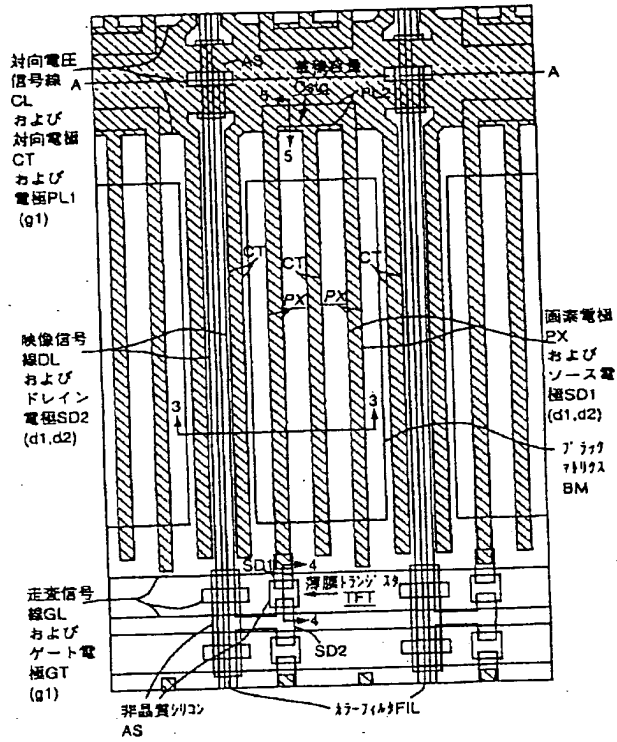 対向電圧
信号線
CL
および
対向電極
CT
および
電極PL1
(g1)
A
AS
蓄積容量
Cstg
PL2
A
5
5
CT
CT
CT
PX
PX
映像信号
線DL
および
ドレイン
電極SD2
(d1,d2)
3
3
画素電極
PX
および
ソース電
極SD1
(d1,d2)
ブラック
マトリクス
BM
SD1
4
薄膜トランジスタ
TFT
4
SD2
走査信号
線GL
および
ゲート電
極GT
(g1)
非晶質シリコン
AS
カラーフィルタFIL